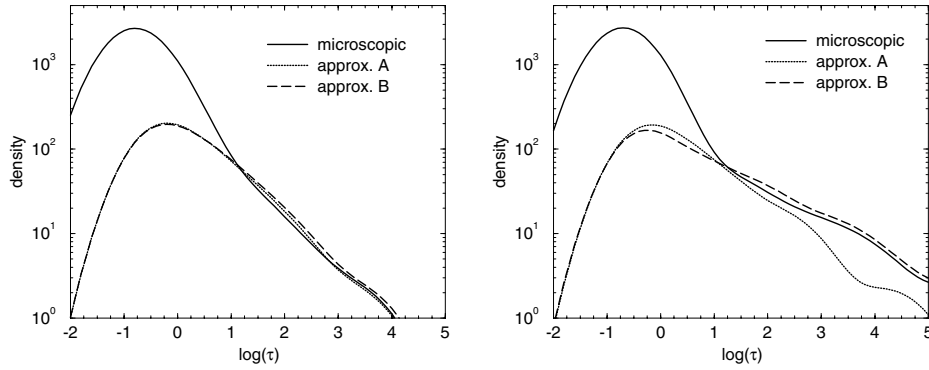 10³
10²
10¹
10⁰
density
-2 -1 0 1 2 3 4 5
log(τ)
microscopic
approx. A
approx. B
10³
10²
10¹
10⁰
density
-2 -1 0 1 2 3 4 5
log(τ)
microscopic
approx. A
approx. B